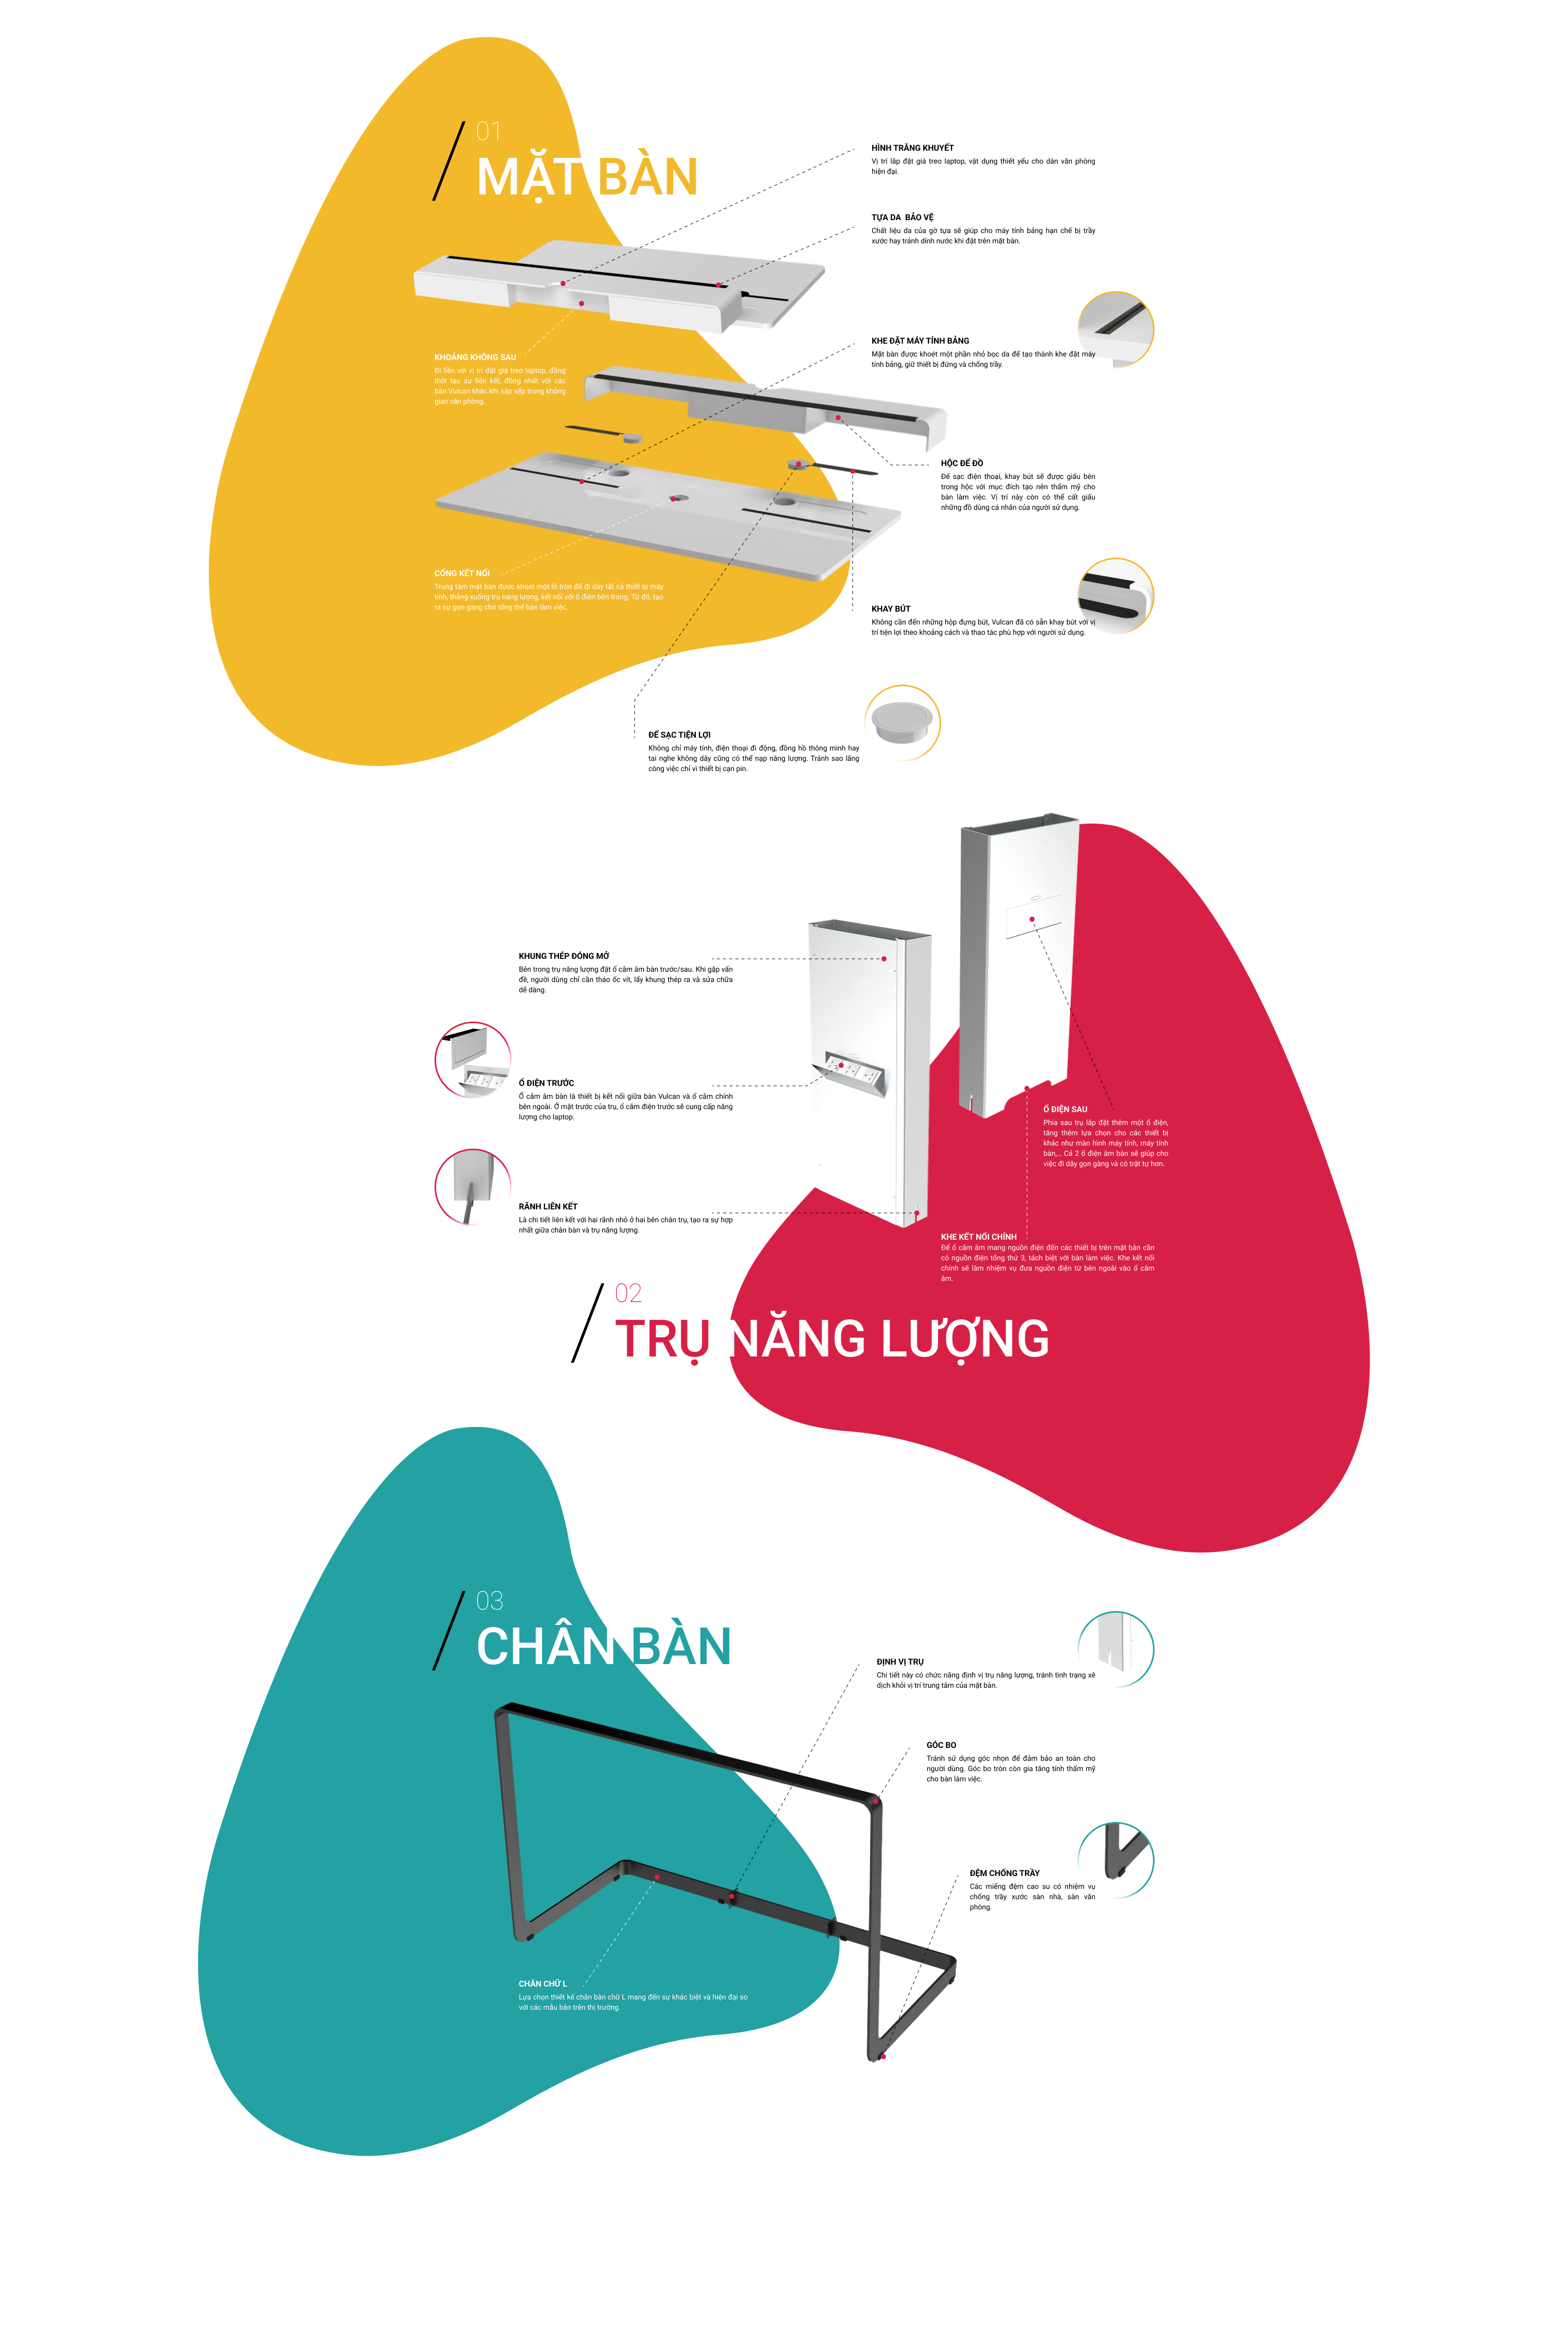 01
MẶT BÀN
HÌNH TRĂNG KHUYẾT
Vị trí lắp đặt giá treo laptop, vật dụng thiết yếu cho dân văn phòng
hiện đại.
TỰA DA BẢO VỆ
Chất liệu da của gờ tựa sẽ giúp cho máy tính bảng hạn chế bị trầy
xước hay tránh dính nước khi đặt trên mặt bàn.
KHE ĐẶT MÁY TÍNH BẢNG
Mặt bàn được khoét một phần nhỏ bọc da để tạo thành khe đặt máy
tính bảng, giữ thiết bị đứng và chống trầy.
KHOẢNG KHÔNG SAU
Đi liền với vị trí đặt giá treo laptop, đồng
thời tạo sự liên kết, đồng nhất với các
bàn Vulcan khác khi sắp xếp trong không
gian văn phòng.
HỘC ĐỂ ĐỒ
Đế sạc điện thoại, khay bút sẽ được giấu bên
trong hộc với mục đích tạo nên thẩm mỹ cho
bàn làm việc. Vị trí này còn có thể cất giấu
những đồ dùng cá nhân của người sử dụng.
CỔNG KẾT NỐI
Trung tâm mặt bàn được khoét một lỗ tròn để đi dây tất cả thiết bị máy
tính, thẳng xuống trụ năng lượng, kết nối với ổ điện bên trong. Từ đó, tạo
ra sự gọn gàng cho tổng thể bàn làm việc.
KHAY BÚT
Không cần đến những hộp đựng bút, Vulcan đã có sẵn khay bút với vị
trí tiện lợi theo khoảng cách và thao tác phù hợp với người sử dụng.
ĐẾ SẠC TIỆN LỢI
Không chỉ máy tính, điện thoại di động, đồng hồ thông minh hay
tai nghe không dây cũng có thể nạp năng lượng. Tránh sao lãng
công việc chỉ vì thiết bị cạn pin.
KHUNG THÉP ĐÓNG MỞ
Bên trong trụ năng lượng đặt ổ cắm âm bàn trước/sau. Khi gặp vấn
đề, người dùng chỉ cần tháo ốc vít, lấy khung thép ra và sửa chữa
dễ dàng.
Ổ ĐIỆN TRƯỚC
Ổ cắm âm bàn là thiết bị kết nối giữa bàn Vulcan và ổ cắm chính
bên ngoài. Ở mặt trước của trụ, ổ cắm điện trước sẽ cung cấp năng
lượng cho laptop.
Ổ ĐIỆN SAU
Phía sau trụ lắp đặt thêm một ổ điện,
tăng thêm lựa chọn cho các thiết bị
khác như màn hình máy tính, máy tính
bàn,... Cả 2 ổ điện âm bàn sẽ giúp cho
việc đi dây gọn gàng và có trật tự hơn.
RÃNH LIÊN KẾT
Là chi tiết liên kết với hai rãnh nhỏ ở hai bên chân trụ, tạo ra sự hợp
nhất giữa chân bàn và trụ năng lượng.
KHE KẾT NỐI CHÍNH
Để ổ cắm âm mang nguồn điện đến các thiết bị trên mặt bàn cần
có nguồn điện tổng thứ 3, tách biệt với bàn làm việc. Khe kết nối
chính sẽ làm nhiệm vụ đưa nguồn điện từ bên ngoài vào ổ cắm
âm.
02
TRỤ NĂNG LƯỢNG
03
CHÂN BÀN
ĐỊNH VỊ TRỤ
Chi tiết này có chức năng định vị trụ năng lượng, tránh tình trạng xê
dịch khỏi vị trí trung tâm của mặt bàn.
GÓC BO
Tránh sử dụng góc nhọn để đảm bảo an toàn cho
người dùng. Góc bo tròn còn gia tăng tính thẩm mỹ
cho bàn làm việc.
ĐỆM CHỐNG TRẦY
Các miếng đệm cao su có nhiệm vụ
chống trầy xước sàn nhà, sàn văn
phòng.
CHÂN CHỮ L
Lựa chọn thiết kế chân bàn chữ L mang đến sự khác biệt và hiện đại so
với các mẫu bàn trên thị trường.